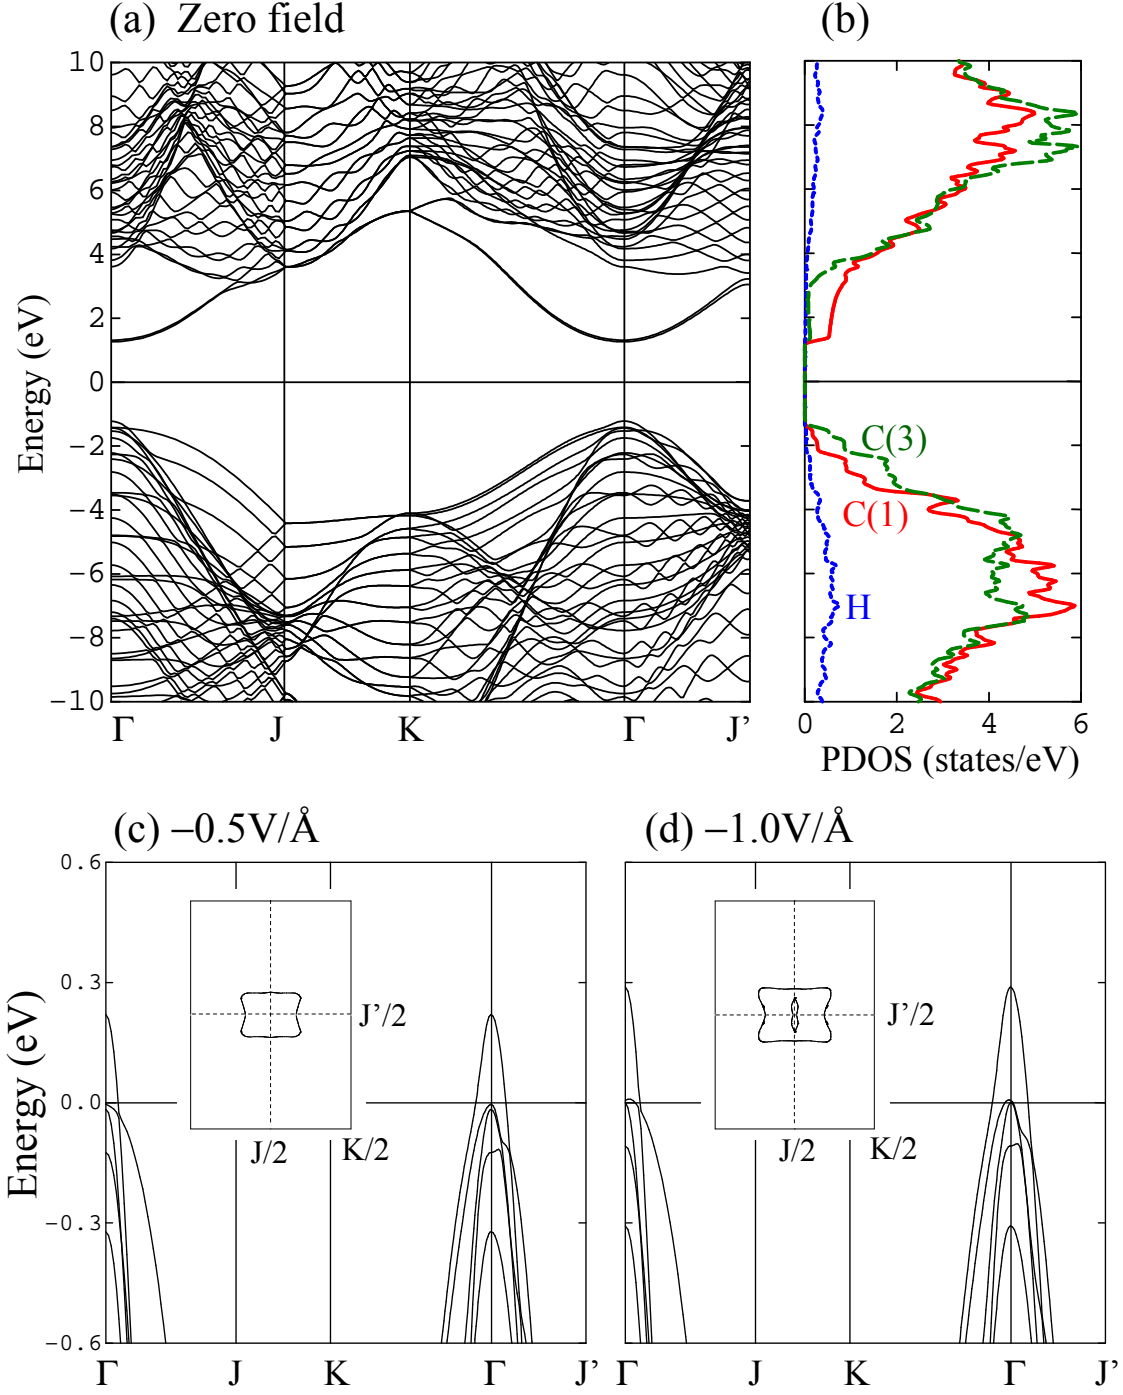 (a) Zero field
(b)
10
8
6
4
2
0
−2
−4
−6
−8
−10
Energy (eV)
Γ J K Γ J’
C(3)
C(1)
H
0 2 4 6
PDOS (states/eV)
(c) −0.5V/Å
0.6
0.3
0.0
−0.3
−0.6
Energy (eV)
J’/2
J/2 K/2
Γ J K Γ J’
(d) −1.0V/Å
J’/2
J/2 K/2
Γ J K Γ J’